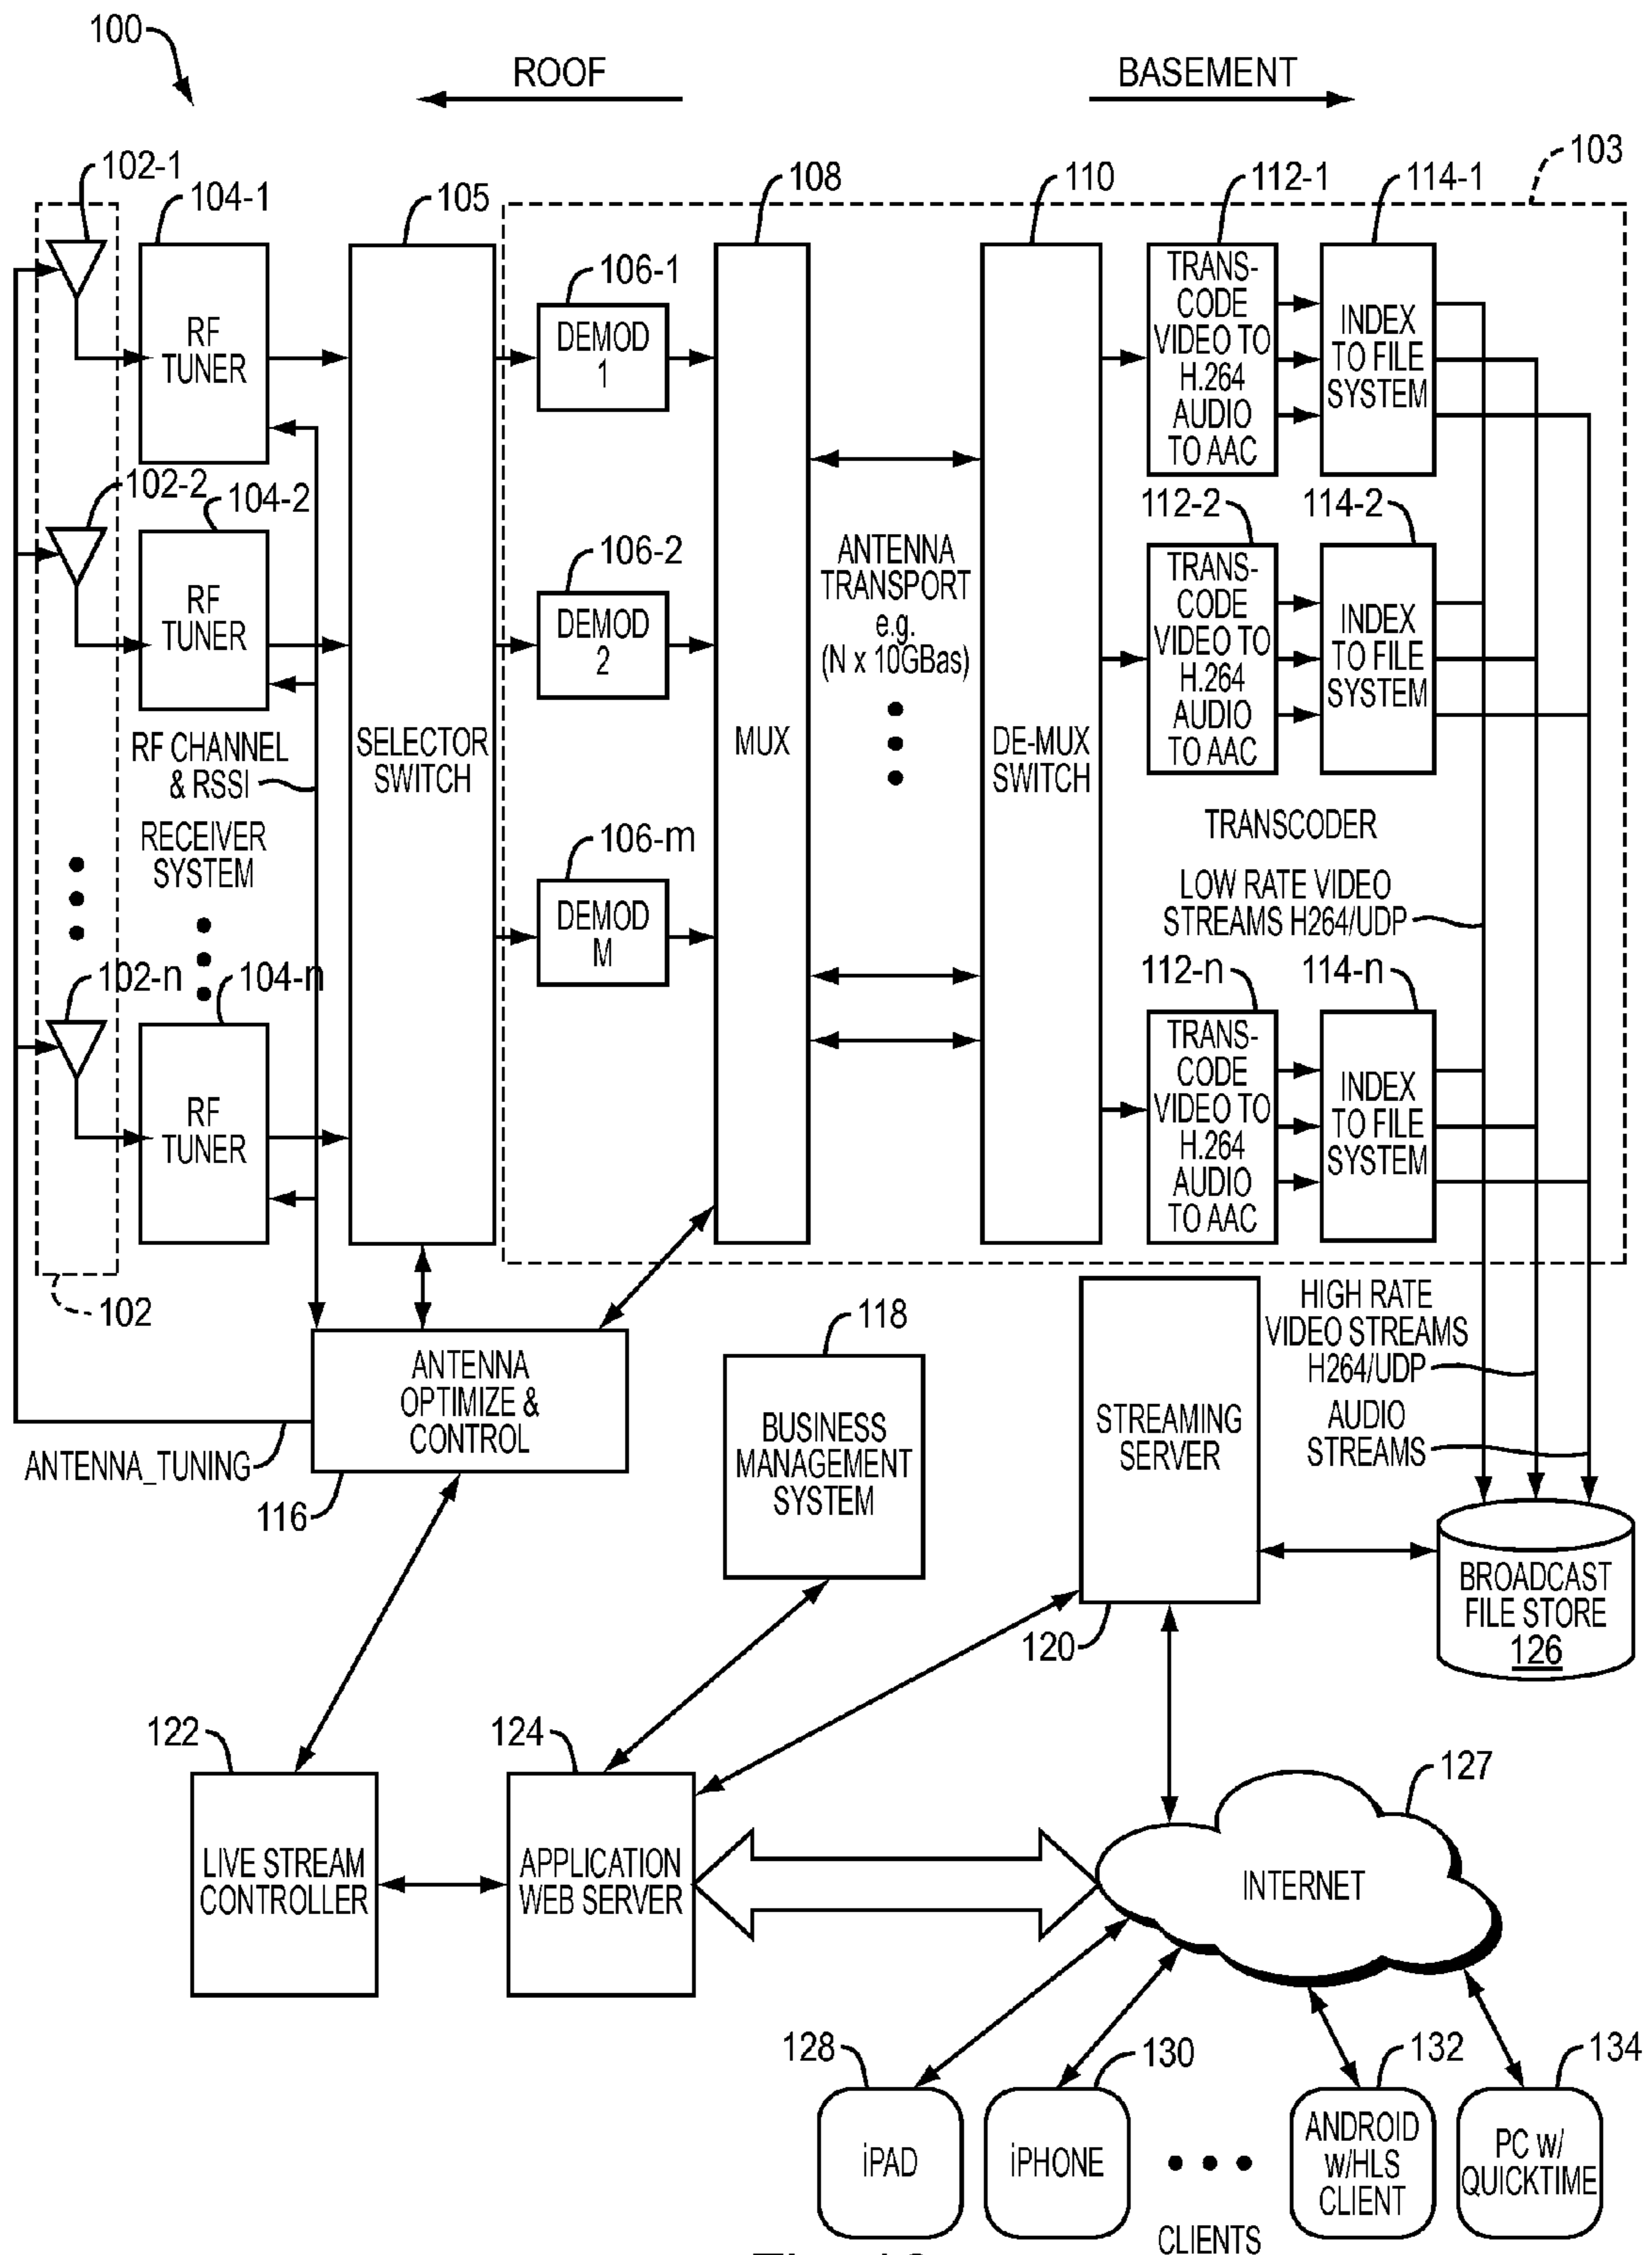 100
ROOF
BASEMENT
103
102-1
104-1
105
108
110
112-1
114-1
RF
TUNER
106-1
DEMOD
1
TRANS-
CODE
VIDEO TO
H.264
AUDIO
TO AAC
INDEX
TO FILE
SYSTEM
102-2
104-2
112-2
114-2
RF
TUNER
106-2
DEMOD
2
ANTENNA
TRANSPORT
e.g.
(N x 10GBas)
TRANS-
CODE
VIDEO TO
H.264
AUDIO
TO AAC
INDEX
TO FILE
SYSTEM
RF CHANNEL
& RSSI
SELECTOR
SWITCH
MUX
DE-MUX
SWITCH
RECEIVER
SYSTEM
106-m
DEMOD
M
TRANSCODER
LOW RATE VIDEO
STREAMS H264/UDP
102-n
104-n
112-n
114-n
RF
TUNER
TRANS-
CODE
VIDEO TO
H.264
AUDIO
TO AAC
INDEX
TO FILE
SYSTEM
102
118
HIGH RATE
VIDEO STREAMS
H264/UDP
ANTENNA
OPTIMIZE &
CONTROL
BUSINESS
MANAGEMENT
SYSTEM
STREAMING
SERVER
AUDIO
STREAMS
ANTENNA_TUNING
116
120
BROADCAST
FILE STORE
126
122
124
127
LIVE STREAM
CONTROLLER
APPLICATION
WEB SERVER
INTERNET
128
130
132
134
iPAD
iPHONE
ANDROID
w/HLS
CLIENT
PC w/
QUICKTIME
CLIENTS